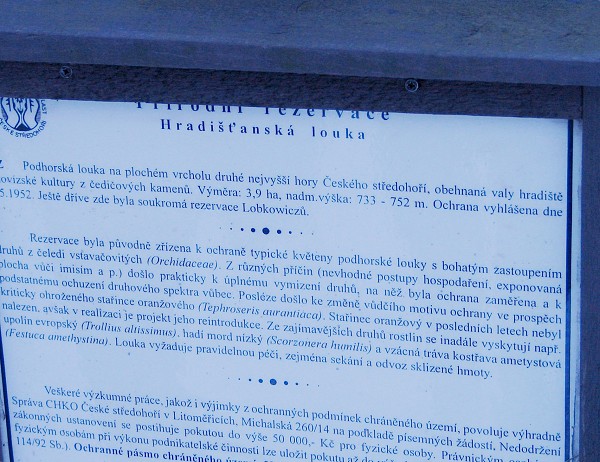 Přírodní rezervace
Hradišťanská louka
Podhorská louka na plochém vrcholu druhé nejvyšší hory Českého středohoří, obehnaná valy hradiště
kultury z čedičových kamenů. Výměra: 3,9 ha, nadm.výška: 733 - 752 m. Ochrana vyhlášena dne
5.1952. Ještě dříve zde byla soukromá rezervace Lobkowiczů.
Rezervace byla původně zřízena k ochraně typické květeny podhorské louky s bohatým zastoupením
druhů z čeledi vstavačovitých (Orchidaceae). Z různých příčin (nevhodné postupy hospodaření, exponovaná
plocha vůči imisím a p.) došlo prakticky k úplnému vymizení druhů, na něž byla ochrana zaměřena a k
podstatnému ochuzení druhového spektra vůbec. Posléze došlo ke změně vůdčího motivu ochrany ve prospěch
kriticky ohroženého stařince oranžového (Tephroseris aurantiaca). Stařinec oranžový v posledních letech nebyl
nalezen, avšak v realizaci je projekt jeho reintrodukce. Ze zajímavějších druhů rostlin se inadále vyskytují např.
upolín evropský (Trollius altissimus), hadí mord nízký (Scorzonera humilis) a vzácná tráva kostřava ametystová
(Festuca amethystina). Louka vyžaduje pravidelnou péči, zejména sekání a odvoz sklizené hmoty.
Veškeré výzkumné práce, jakož i výjimky z ochranných podmínek chráněného území, povoluje výhradně
Správa CHKO České středohoří v Litoměřicích, Michalská 260/14 na podkladě písemných žádostí. Nedodržení
zákonných ustanovení se postihuje pokutou do výše 50 000,- Kč pro fyzické osoby. Právnickým
fyzickým osobám při výkonu podnikatelské činnosti lze uložit pokutu až do
114/92 Sb.). Ochranné pásmo chráněného